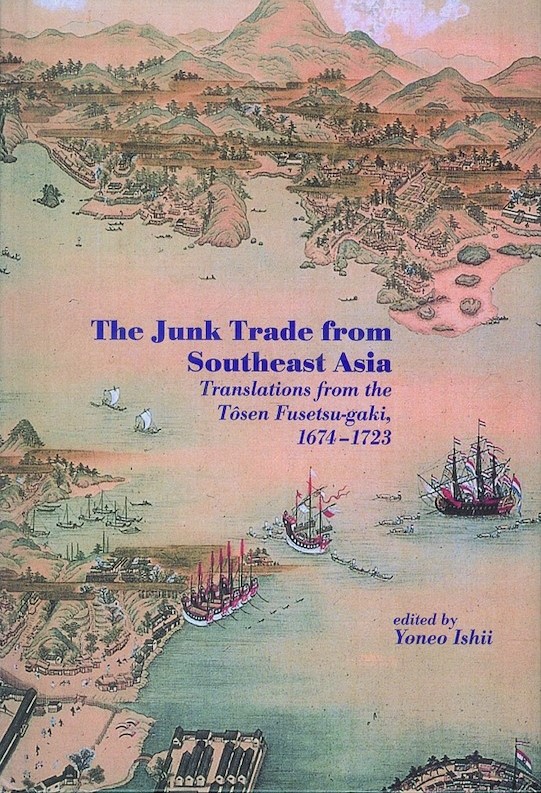 The Junk Trade from
Southeast Asia
Translations from the
Tôsen Fusetsu-gaki,
1674–1723
edited by
Yoneo Ishii